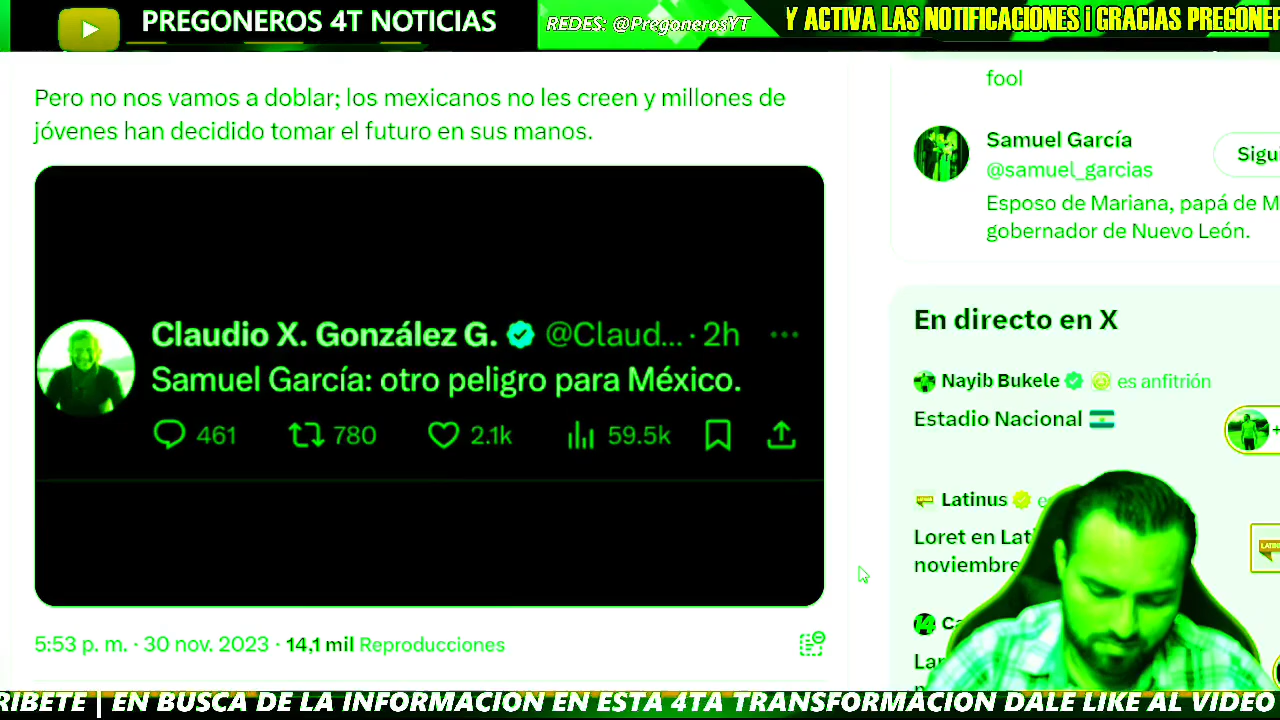 PREGONEROS 4T NOTICIAS
REDES: @PregonerosYT
Y ACTIVA LAS NOTIFICACIONES ¡ GRACIAS
Pero no nos vamos a doblar; los mexicanos no les creen y millones de
jóvenes han decidido tomar el futuro en sus manos.
Claudio X. González G. @Claud... · 2h ···
Samuel García: otro peligro para México.
461 780 2.1k 59.5k
5:53 p. m. · 30 nov. 2023 · 14,1 mil Reproducciones
fool
Samuel García
@samuel_garcias
Esposo de Mariana, papá de
gobernador de Nuevo León.
En directo en X
Nayib Bukele es anfitrión
Estadio Nacional
Latinus
Loret en
noviembre
EN BUSCA DE LA INFORMACION EN ESTA 4TA TRANSFORMACION DALE LIKE AL VIDEO